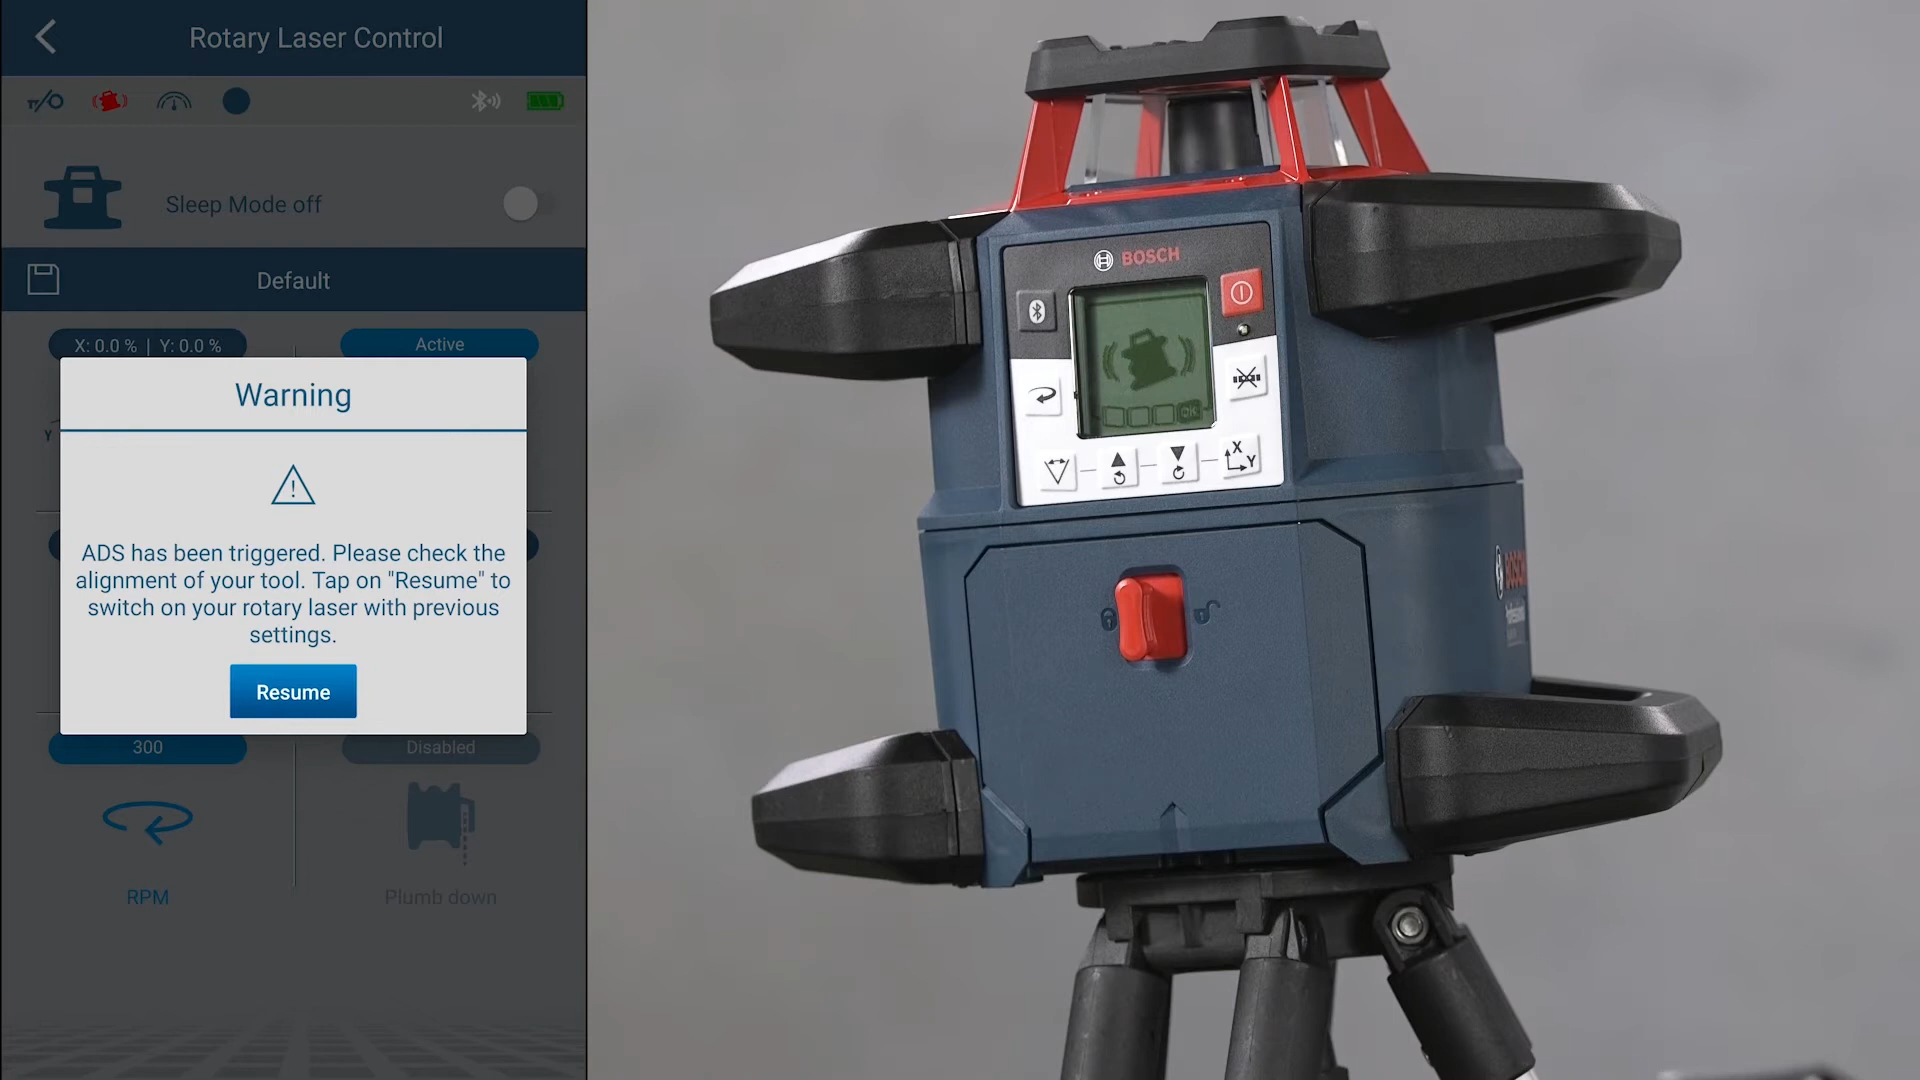 Rotary Laser Control
Sleep Mode off
Default
X: 0.0 % | Y: 0.0 %
Active
Y
Warning
ADS has been triggered. Please check the
alignment of your tool. Tap on "Resume" to
switch on your rotary laser with previous
settings.
Resume
300
Disabled
RPM
Plumb down
BOSCH
OK
X
Y
BOSCH